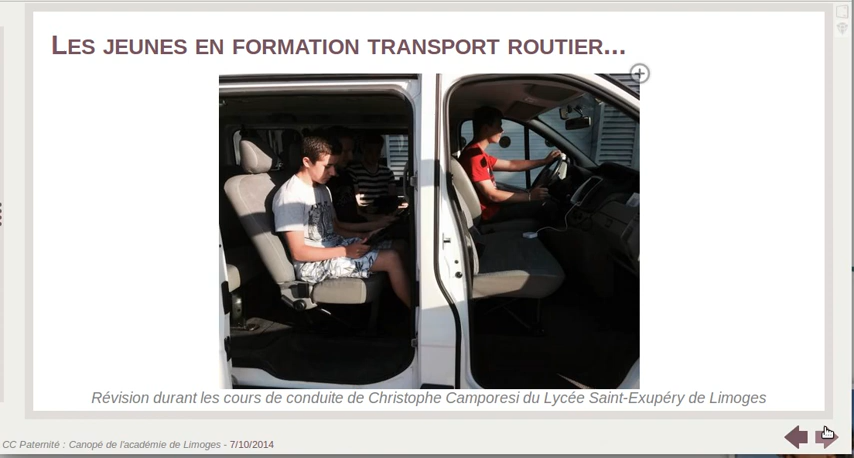 Les jeunes en formation transport routier...
Révision durant les cours de conduite de Christophe Camporesi du Lycée Saint-Exupéry de Limoges
CC Paternité : Canopé de l'académie de Limoges - 7/10/2014